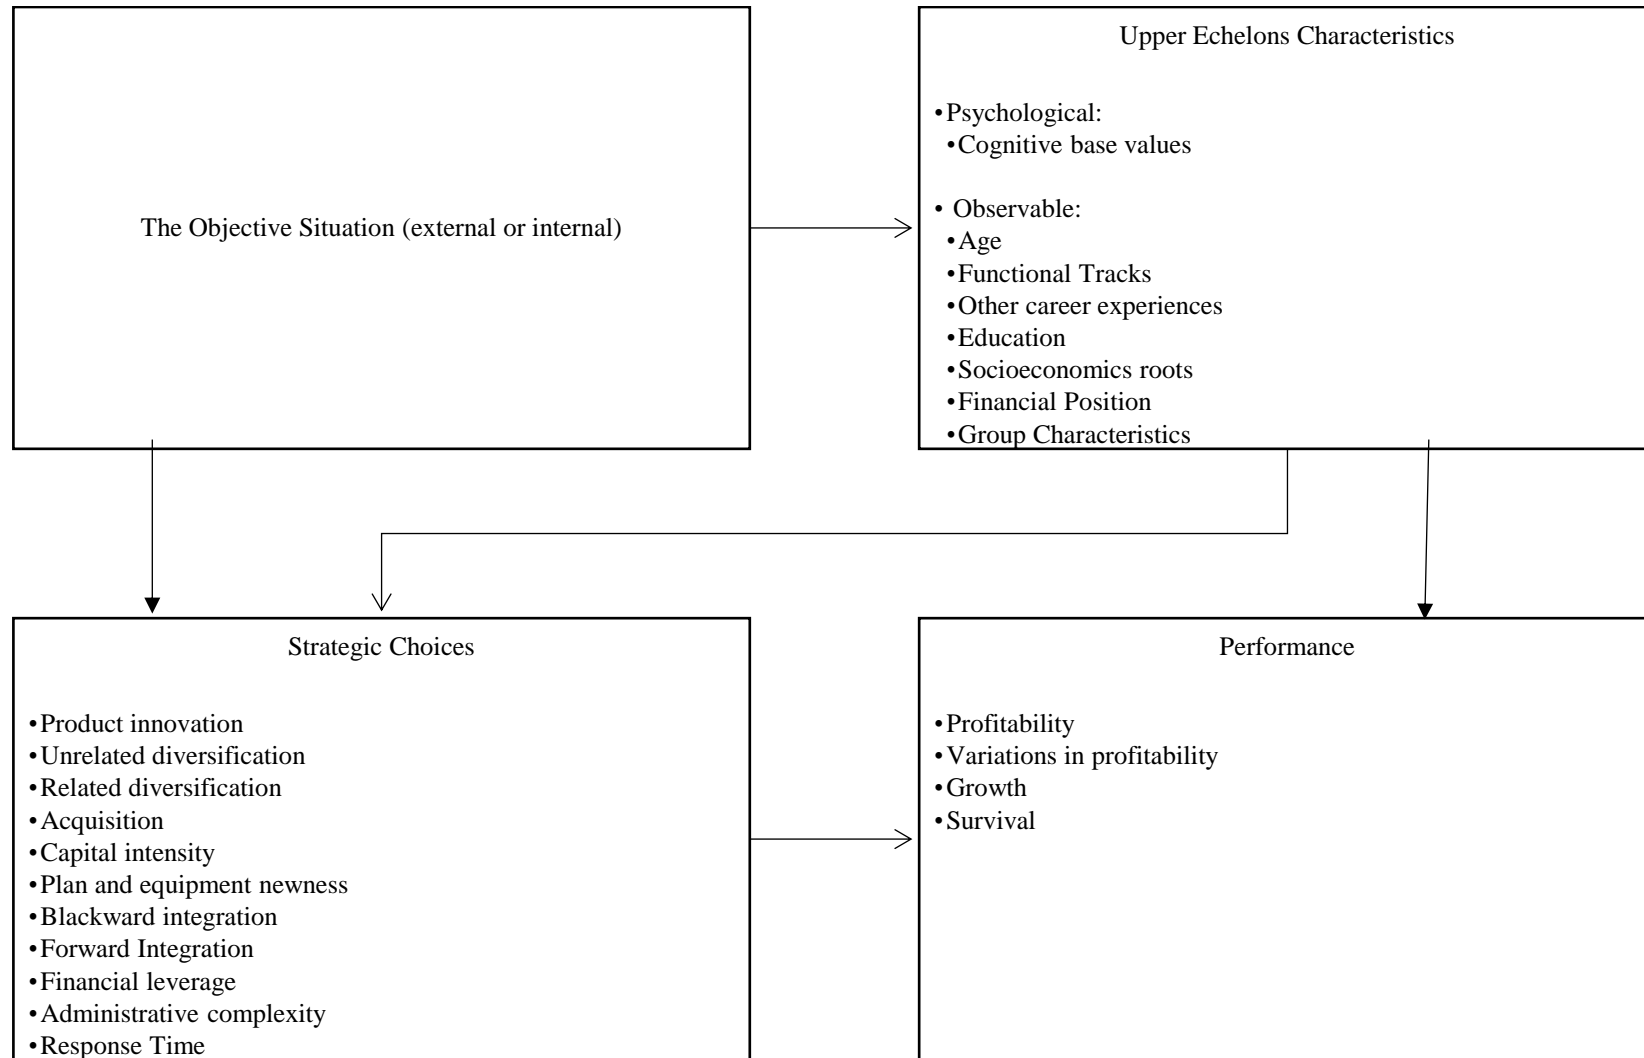 The Objective Situation (external or internal)
Upper Echelons Characteristics
•Psychological:
•Cognitive base values
• Observable:
•Age
•Functional Tracks
•Other career experiences
•Education
•Socioeconomics roots
•Financial Position
•Group Characteristics
Strategic Choices
•Product innovation
•Unrelated diversification
•Related diversification
•Acquisition
•Capital intensity
•Plan and equipment newness
•Blackward integration
•Forward Integration
•Financial leverage
•Administrative complexity
•Response Time
Performance
•Profitability
•Variations in profitability
•Growth
•Survival